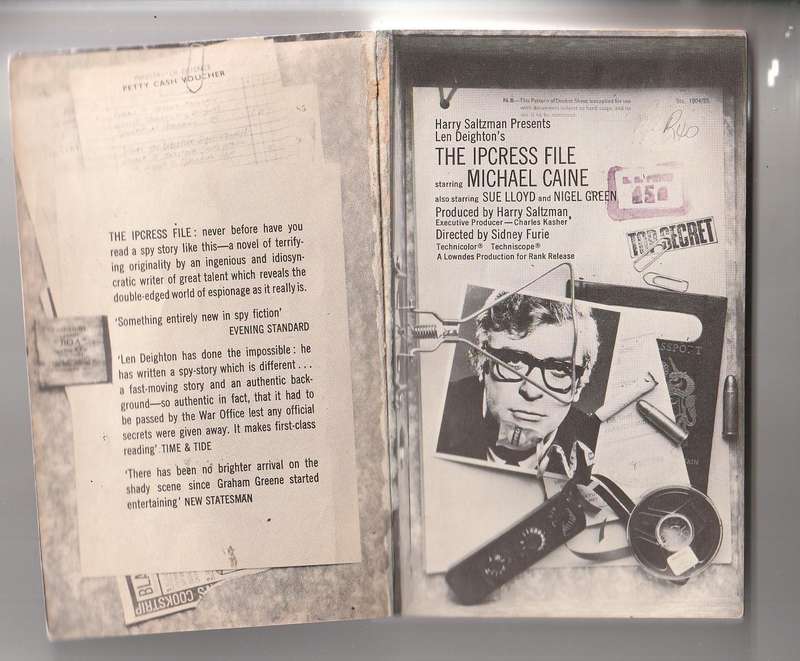 PETTY CASH VOUCHER
THE IPCRESS FILE: never before have you
read a spy story like this—a novel of terrify-
ing originality by an ingenious and idiosyn-
cratic writer of great talent which reveals the
double-edged world of espionage as it really is.
'Something entirely new in spy fiction'
EVENING STANDARD
'Len Deighton has done the impossible: he
has written a spy-story which is different . . .
a fast-moving story and an authentic back-
ground—so authentic in fact, that it had to
be passed by the War Office lest any official
secrets were given away. It makes first-class
reading' TIME & TIDE
'There has been no brighter arrival on the
shady scene since Graham Greene started
entertaining' NEW STATESMAN
COOKSTRIP
Harry Saltzman Presents
Len Deighton's
THE IPCRESS FILE
starring MICHAEL CAINE
also starring SUE LLOYD and NIGEL GREEN
Produced by Harry Saltzman,
Executive Producer—Charles Kasher
Directed by Sidney Furie
Technicolor® Techniscope®
A Lowndes Production for Rank Release
TOP SECRET